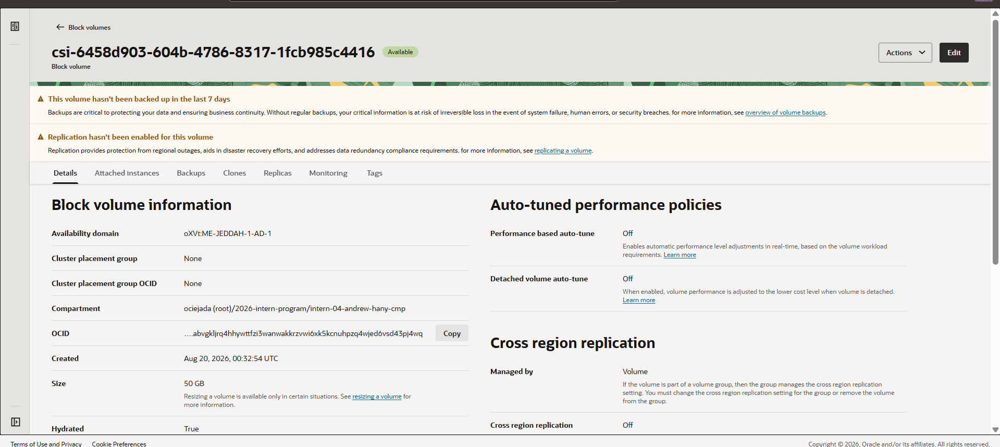 Block volumes
csi-6458d903-604b-4786-8317-1fcb985c4416
Available
Block volume
Actions
Edit
This volume hasn't been backed up in the last 7 days
Backups are critical to protecting your data and ensuring business continuity. Without regular backups, your critical information is at risk of irreversible loss in the event of system failure, human errors, or security breaches. for more information, see overview of volume backups.
Replication hasn't been enabled for this volume
Replication provides protection from regional outages, aids in disaster recovery efforts, and addresses data redundancy compliance requirements. for more information, see replicating a volume.
Details
Attached instances
Backups
Clones
Replicas
Monitoring
Tags
Block volume information
Availability domain
oXVt:ME-JEDDAH-1-AD-1
Cluster placement group
None
Cluster placement group OCID
None
Compartment
ociejada (root)/2026-intern-program/intern-04-andrew-hany-cmp
OCID
....abvgkljrq4hhywttfzi3wanwakkrzvwi6xk5kcnuhpzq4wjed6vsd43pj4wq
Copy
Created
Aug 20, 2026, 00:32:54 UTC
Size
50 GB
Resizing a volume is available only in certain situations. See resizing a volume for
more information.
Hydrated
True
Auto-tuned performance policies
Performance based auto-tune
Off
Enables automatic performance level adjustments in real-time, based on the volume workload
requirements. Learn more
Detached volume auto-tune
Off
When enabled, volume performance is adjusted to the lower cost level when volume is detached.
Learn more
Cross region replication
Managed by
Volume
If the volume is part of a volume group, then the group manages the cross region replication
setting. You must change the cross region replication setting for the group or remove the volume
from the group.
Cross region replication
Off
Terms of Use and Privacy
Cookie Preferences
Copyright © 2026, Oracle and/or its affiliates. All rights reserved.